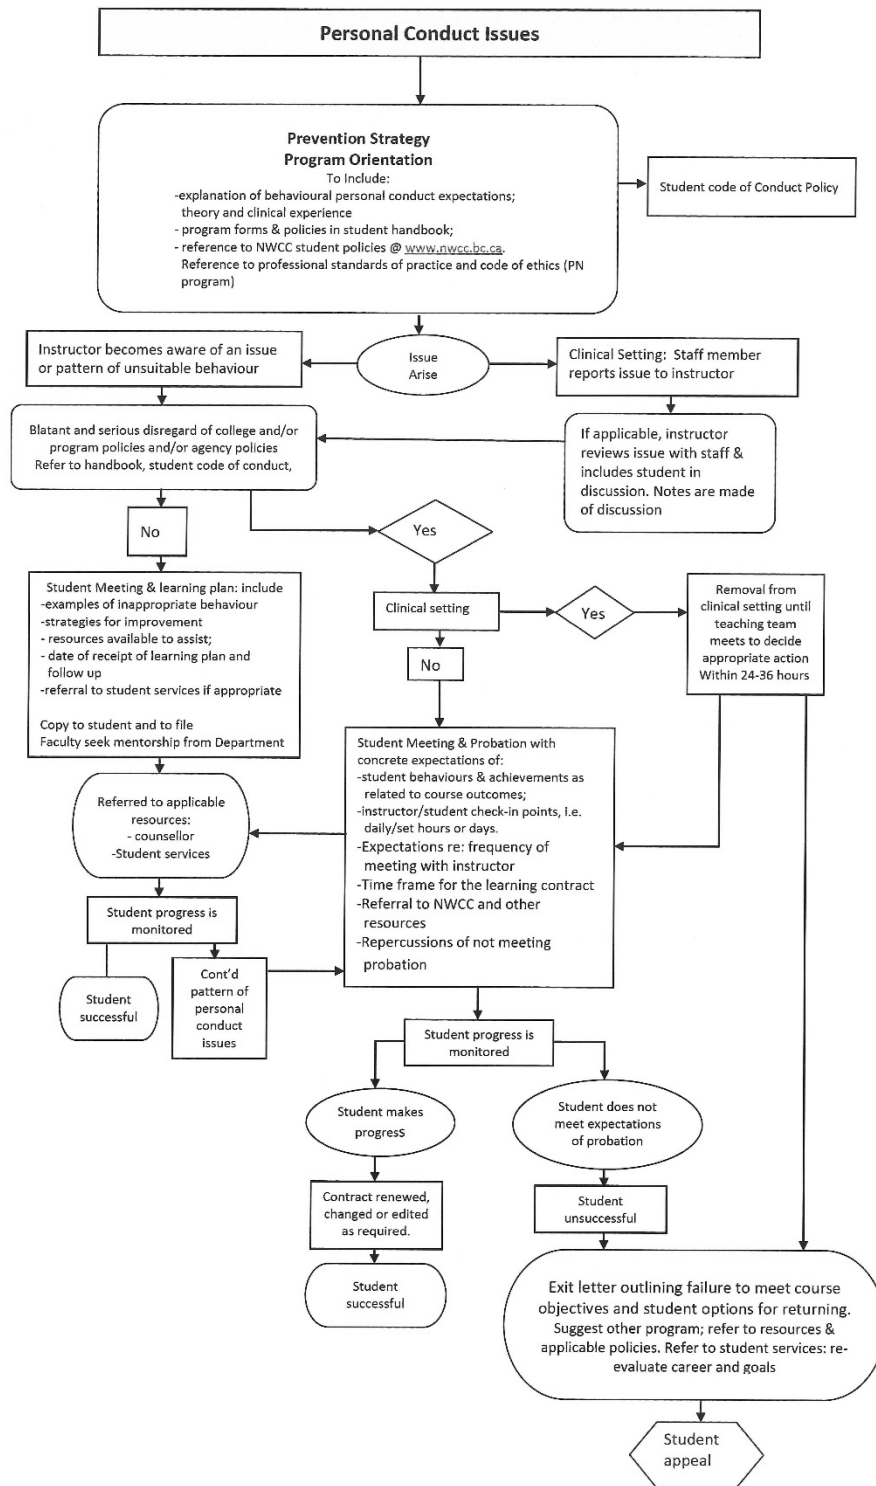 Personal Conduct Issues
Prevention Strategy
Program Orientation
To Include:
-explanation of behavioural personal conduct expectations;
theory and clinical experience
- program forms & policies in student handbook;
- reference to NWCC student policies @ www.nwcc.bc.ca.
Reference to professional standards of practice and code of ethics (PN
program)
Student code of Conduct Policy
Instructor becomes aware of an issue
or pattern of unsuitable behaviour
Issue
Arise
Clinical Setting: Staff member
reports issue to instructor
Blatant and serious disregard of college and/or
program policies and/or agency policies
Refer to handbook, student code of conduct,
If applicable, instructor
reviews issue with staff &
includes student in
discussion. Notes are made
of discussion
No
Yes
Student Meeting & learning plan: include
-examples of inappropriate behaviour
-strategies for improvement
- resources available to assist;
- date of receipt of learning plan and
follow up
-referral to student services if appropriate
Copy to student and to file
Faculty seek mentorship from Department
Clinical setting
Yes
Removal from
clinical setting until
teaching team
meets to decide
appropriate action
Within 24-36 hours
No
Student Meeting & Probation with
concrete expectations of:
-student behaviours & achievements as
related to course outcomes;
-instructor/student check-in points, i.e.
daily/set hours or days.
-Expectations re: frequency of
meeting with instructor
-Time frame for the learning contract
-Referral to NWCC and other
resources
-Repercussions of not meeting
probation
Referred to applicable
resources:
- counsellor
-Student services
Student progress is
monitored
Student
successful
Cont'd
pattern of
personal
conduct
issues
Student progress is
monitored
Student makes
progress
Student does not
meet expectations
of probation
Contract renewed,
changed or edited
as required.
Student
unsuccessful
Student
successful
Exit letter outlining failure to meet course
objectives and student options for returning.
Suggest other program; refer to resources &
applicable policies. Refer to student services: re-
evaluate career and goals
Student
appeal